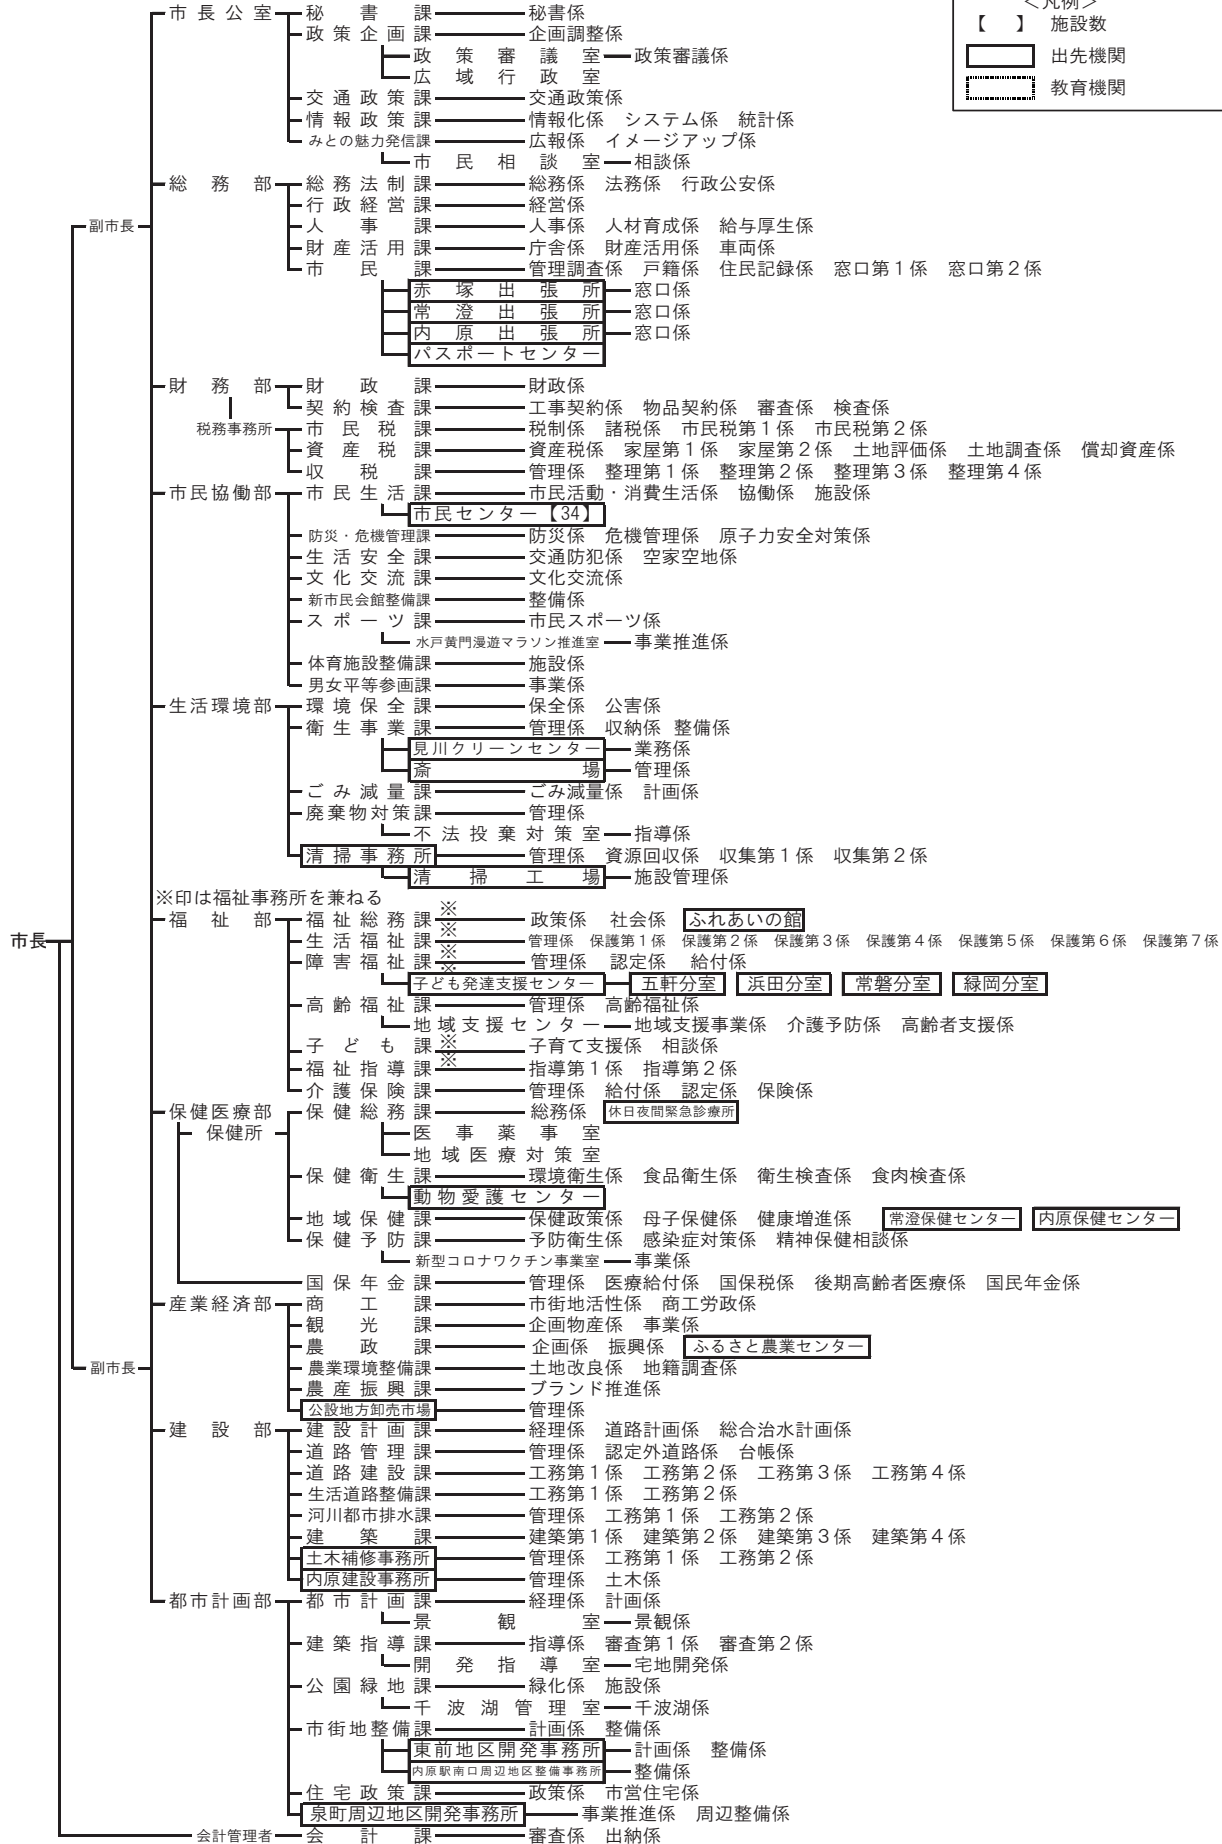 ＜凡例＞
【　】 施設数
出先機関
教育機関
市長公室 秘書課 秘書係
政策企画課 企画調整係
政策審議室 政策審議係
広域行政室
交通政策課 交通政策係
情報政策課 情報化係 システム係 統計係
みとの魅力発信課 広報係 イメージアップ係
市民相談室 相談係
総務部 総務法制課 総務係 法務係 行政公安係
行政経営課 経営係
副市長 人事課 人事係 人材育成係 給与厚生係
財産活用課 庁舎係 財産活用係 車両係
市民課 管理調査係 戸籍係 住民記録係 窓口第１係 窓口第２係
赤塚出張所 窓口係
常澄出張所 窓口係
内原出張所 窓口係
パスポートセンター
財務部 財政課 財政係
契約検査課 工事契約係 物品契約係 審査係 検査係
税務事務所 市民税課 税制係 諸税係 市民税第１係 市民税第２係
資産税課 資産税係 家屋第１係 家屋第２係 土地評価係 土地調査係 償却資産係
収税課 管理係 整理第１係 整理第２係 整理第３係 整理第４係
市民協働部 市民生活課 市民活動・消費生活係 協働係 施設係
市民センター【34】
防災・危機管理課 防災係 危機管理係 原子力安全対策係
生活安全課 交通防犯係 空家空地係
文化交流課 文化交流係
新市民会館整備課 整備係
スポーツ課 市民スポーツ係
水戸黄門漫遊マラソン推進室 事業推進係
体育施設整備課 施設係
男女平等参画課 事業係
生活環境部 環境保全課 保全係 公害係
衛生事業課 管理係 収納係 整備係
見川クリーンセンター 業務係
斎場 管理係
ごみ減量課 ごみ減量係 計画係
廃棄物対策課 管理係
不法投棄対策室 指導係
清掃事務所 管理係 資源回収係 収集第１係 収集第２係
清掃工場 施設管理係
※印は福祉事務所を兼ねる
福祉部 福祉総務課※ 政策係 社会係 ふれあいの館
市長 生活福祉課※ 管理係 保護第１係 保護第２係 保護第３係 保護第４係 保護第５係 保護第６係 保護第７係
障害福祉課※ 管理係 認定係 給付係
子ども発達支援センター※ 五軒分室 浜田分室 常磐分室 緑岡分室
高齢福祉課 管理係 高齢福祉係
地域支援センター 地域支援事業係 介護予防係 高齢者支援係
子ども課※ 子育て支援係 相談係
福祉指導課※ 指導第１係 指導第２係
介護保険課 管理係 給付係 認定係 保険係
保健医療部 保健総務課 総務係 休日夜間緊急診療所
保健所 医事薬事室
地域医療対策室
保健衛生課 環境衛生係 食品衛生係 衛生検査係 食肉検査係
動物愛護センター
地域保健課 保健政策係 母子保健係 健康増進係 常澄保健センター 内原保健センター
保健予防課 予防衛生係 感染症対策係 精神保健相談係
新型コロナワクチン事業室 事業係
国保年金課 管理係 医療給付係 国保税係 後期高齢者医療係 国民年金係
産業経済部 商工課 市街地活性係 商工労政係
観光課 企画物産係 事業係
農政課 企画係 振興係 ふるさと農業センター
副市長 農業環境整備課 土地改良係 地籍調査係
農産振興課 ブランド推進係
公設地方卸売市場 管理係
建設部 建設計画課 経理係 道路計画係 総合治水計画係
道路管理課 管理係 認定外道路係 台帳係
道路建設課 工務第１係 工務第２係 工務第３係 工務第４係
生活道路整備課 工務第１係 工務第２係
河川都市排水課 管理係 工務第１係 工務第２係
建築課 建築第１係 建築第２係 建築第３係 建築第４係
土木補修事務所 管理係 工務第１係 工務第２係
内原建設事務所 管理係 土木係
都市計画部 都市計画課 経理係 計画係
景観室 景観係
建築指導課 指導係 審査第１係 審査第２係
開発指導室 宅地開発係
公園緑地課 緑化係 施設係
千波湖管理室 千波湖係
市街地整備課 計画係 整備係
東前地区開発事務所 計画係 整備係
内原駅南口周辺地区整備事務所 整備係
住宅政策課 政策係 市営住宅係
泉町周辺地区開発事務所 事業推進係 周辺整備係
会計管理者 会計課 審査係 出納係